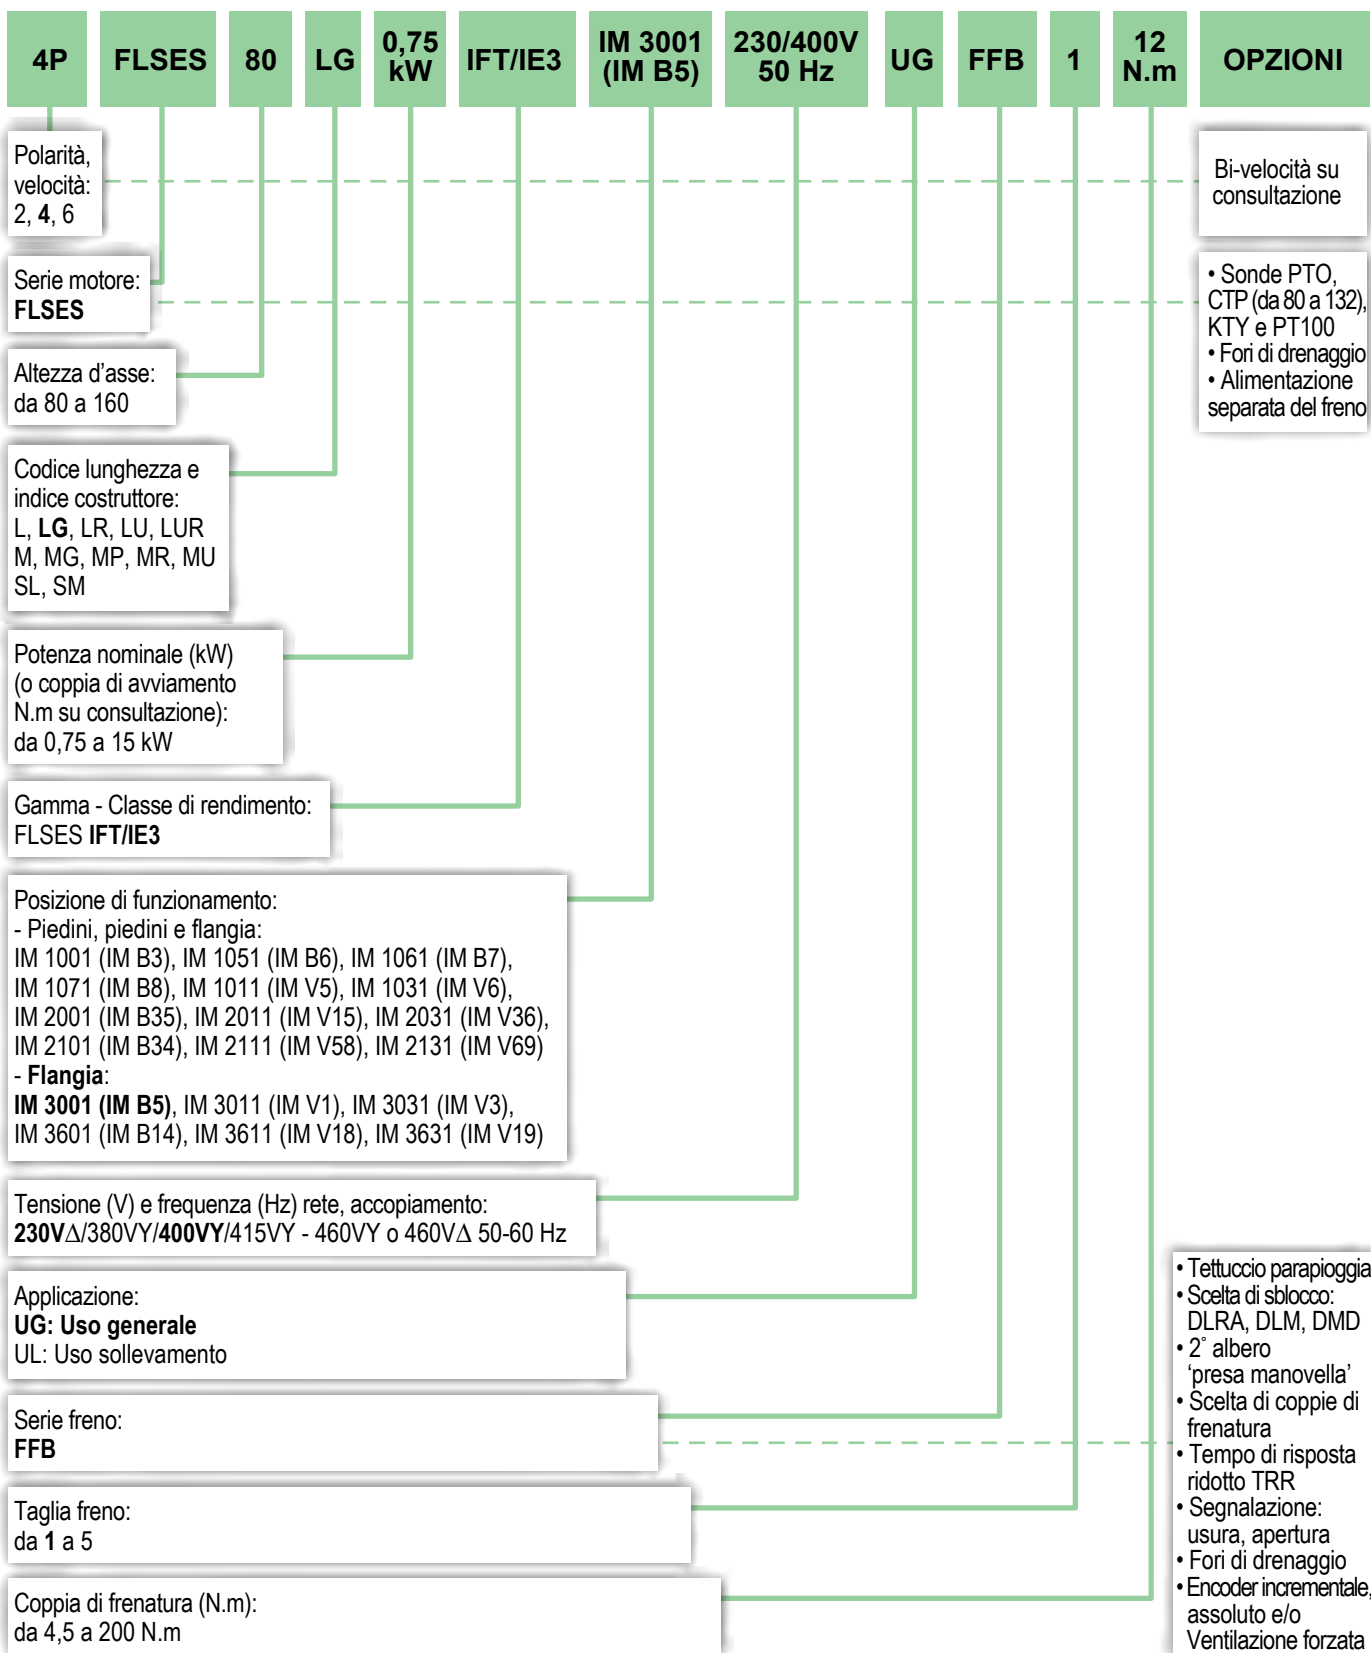 4P
FLSES
80
LG
0,75
kW
IFT/IE3
IM 3001
(IM B5)
230/400V
50 Hz
UG
FFB
1
12
N.m
OPZIONI
Polarità,
velocità:
2, 4, 6
Bi-velocità su
consultazione
Serie motore:
FLSES
• Sonde PTO,
CTP (da 80 a 132),
KTY e PT100
• Fori di drenaggio
• Alimentazione
separata del freno
Altezza d’asse:
da 80 a 160
Codice lunghezza e
indice costruttore:
L, LG, LR, LU, LUR
M, MG, MP, MR, MU
SL, SM
Potenza nominale (kW)
(o coppia di avviamento
N.m su consultazione):
da 0,75 a 15 kW
Gamma - Classe di rendimento:
FLSES IFT/IE3
Posizione di funzionamento:
- Piedini, piedini e flangia:
IM 1001 (IM B3), IM 1051 (IM B6), IM 1061 (IM B7),
IM 1071 (IM B8), IM 1011 (IM V5), IM 1031 (IM V6),
IM 2001 (IM B35), IM 2011 (IM V15), IM 2031 (IM V36),
IM 2101 (IM B34), IM 2111 (IM V58), IM 2131 (IM V69)
- Flangia:
IM 3001 (IM B5), IM 3011 (IM V1), IM 3031 (IM V3),
IM 3601 (IM B14), IM 3611 (IM V18), IM 3631 (IM V19)
Tensione (V) e frequenza (Hz) rete, accopiamento:
230VΔ/380VY/400VY/415VY - 460VY o 460VΔ 50-60 Hz
Applicazione:
UG: Uso generale
UL: Uso sollevamento
Serie freno:
FFB
Taglia freno:
da 1 a 5
Coppia di frenatura (N.m):
da 4,5 a 200 N.m
• Tettuccio parapioggia
• Scelta di sblocco:
DLRA, DLM, DMD
• 2° albero
‘presa manovella’
• Scelta di coppie di
frenatura
• Tempo di risposta
ridotto TRR
• Segnalazione:
usura, apertura
• Fori di drenaggio
• Encoder incrementale,
assoluto e/o
Ventilazione forzata